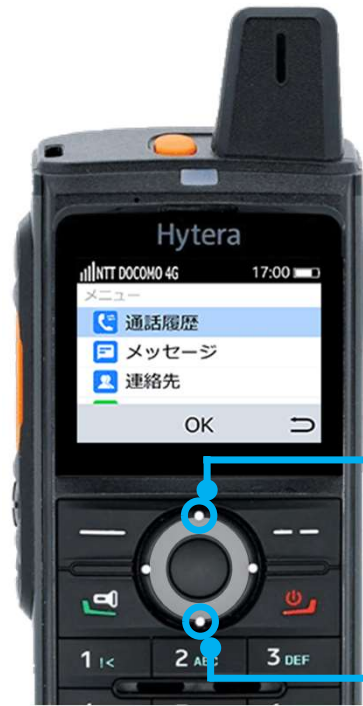 Hytera
NTT DOCOMO 4G 17:00
メニュー
通話履歴
メッセージ
連絡先
OK
1 2 ABC 3 DEF